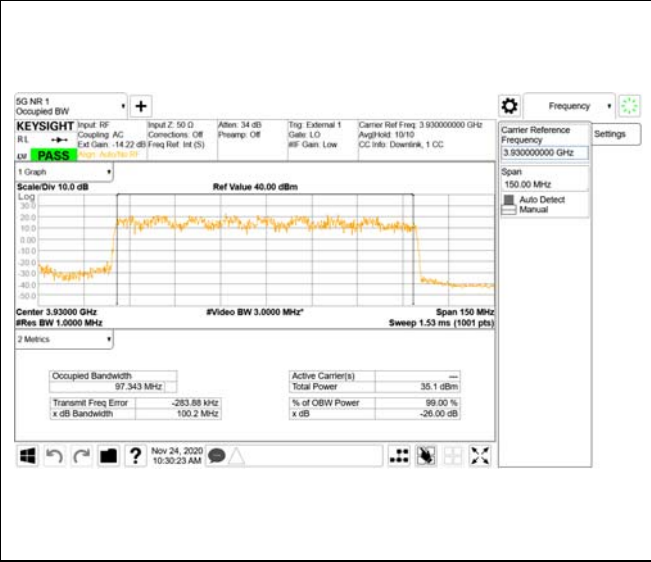 5G NR 1
Occupied BW
Frequency
KEYSIGHT
R L
PASS
Input: RF
Coupling: AC
Ext Gain: -14.22 dB
Align: Auto/No RF
Input Z: 50 Ω
Corrections: Off
Freq Ref: Int (S)
Atten: 34 dB
Preamp: Off
Trig: External 1
Gate: LO
#IF Gain: Low
Carrier Ref Freq: 3.930000000 GHz
Avg|Hold: 10/10
CC Info: Downlink, 1 CC
Carrier Reference
Frequency
3.930000000 GHz
Settings
Span
150.00 MHz
Auto Detect
Manual
1 Graph
Scale/Div 10.0 dB
Ref Value 40.00 dBm
Log
30.0
20.0
10.0
0.00
-10.0
-20.0
-30.0
-40.0
-50.0
Center 3.93000 GHz
#Video BW 3.0000 MHz*
Span 150 MHz
#Res BW 1.0000 MHz
Sweep 1.53 ms (1001 pts)
2 Metrics
Occupied Bandwidth
97.343 MHz
Transmit Freq Error -283.88 kHz
x dB Bandwidth 100.2 MHz
Active Carrier(s) —
Total Power 35.1 dBm
% of OBW Power 99.00 %
x dB -26.00 dB
?
Nov 24, 2020
10:30:23 AM